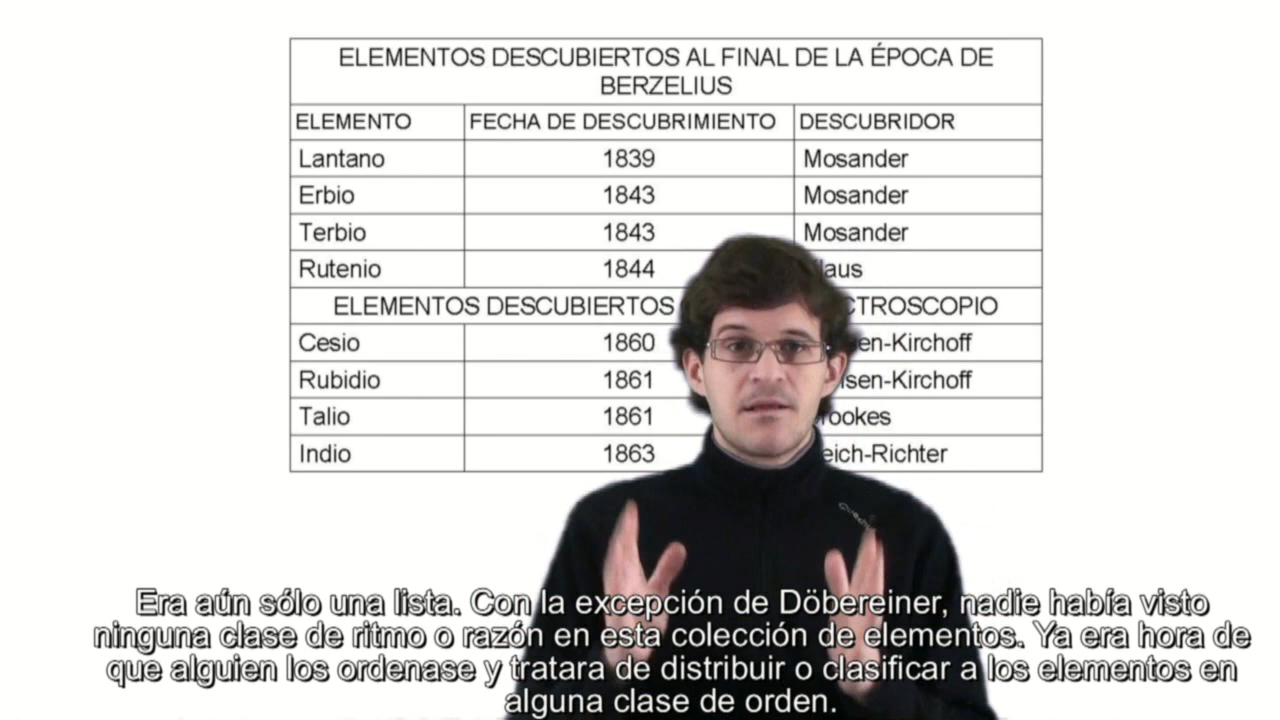 ELEMENTOS DESCUBIERTOS AL FINAL DE LA ÉPOCA DE
BERZELIUS
ELEMENTO FECHA DE DESCUBRIMIENTO DESCUBRIDOR
Lantano 1839 Mosander
Erbio 1843 Mosander
Terbio 1843 Mosander
Rutenio 1844
ELEMENTOS DESCUBIERTOS
Cesio 1860
Rubidio 1861
Talio 1861
Indio 1863
Era aún sólo una lista. Con la excepción de Döbereiner, nadie había visto
ninguna clase de ritmo o razón en esta colección de elementos. Ya era hora de
que alguien los ordenase y tratara de distribuir o clasificar a los elementos en
alguna clase de orden.